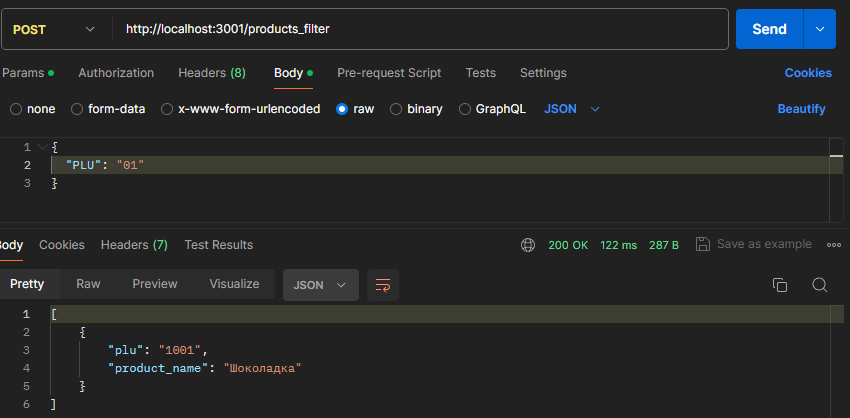 POST http://localhost:3001/products_filter Send
Params Authorization Headers (8) Body Pre-request Script Tests Settings Cookies
none form-data x-www-form-urlencoded raw binary GraphQL JSON Beautify
1 {
2 "PLU": "01"
3 }
Body Cookies Headers (7) Test Results 200 OK 122 ms 287 B Save as example
Pretty Raw Preview Visualize JSON
1 [
2 {
3 "plu": "1001",
4 "product_name": "Шоколадка"
5 }
6 ]